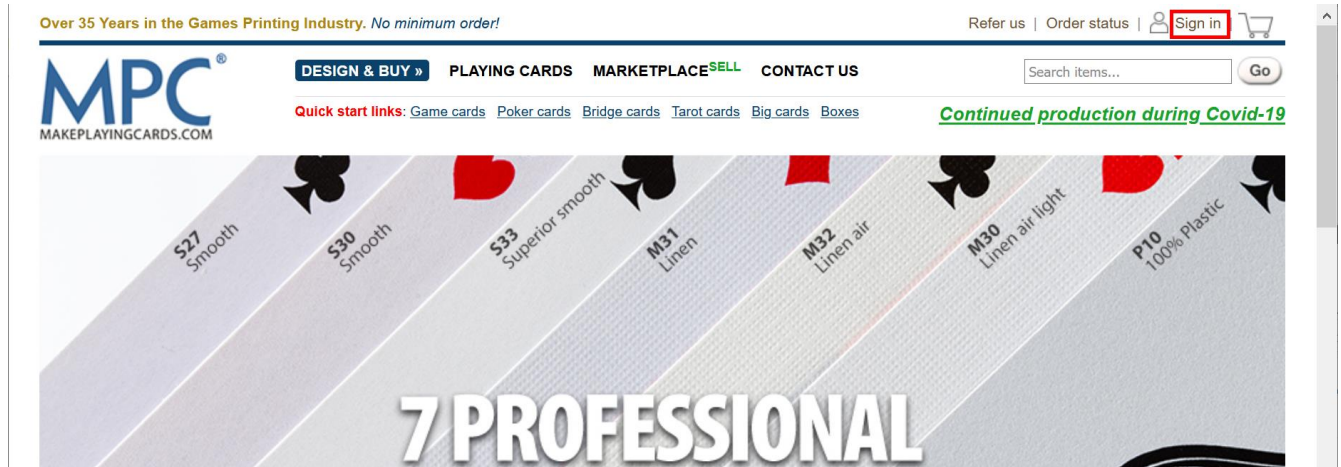 Over 35 Years in the Games Printing Industry. No minimum order!
Refer us | Order status | Sign in
MPC®
MAKEPLAYINGCARDS.COM
DESIGN & BUY » PLAYING CARDS MARKETPLACE SELL CONTACT US
Search items... Go
Quick start links: Game cards Poker cards Bridge cards Tarot cards Big cards Boxes
Continued production during Covid-19
S27
Smooth
S30
Smooth
S33
Superior smooth
M31
Linen
M32
Linen air
M30
Linen air light
P10
100% Plastic
7 PROFESSIONAL